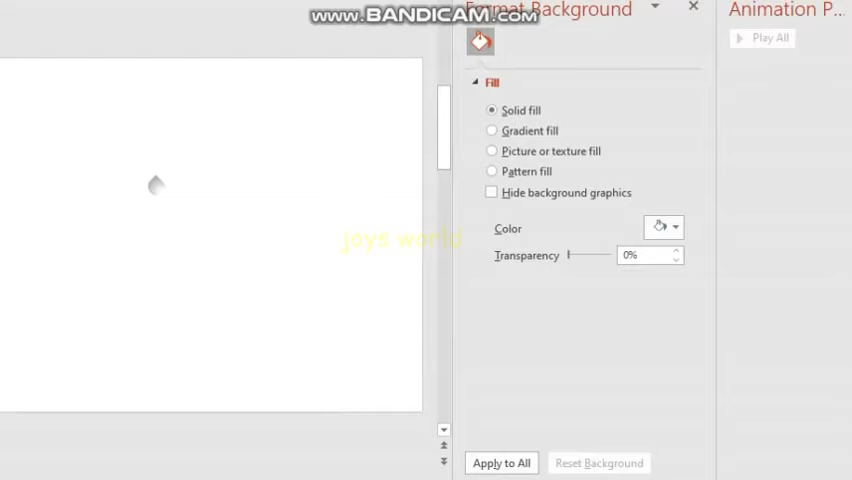 www.BANDICAM.com
Format Background
Animation P...
Play All
Fill
Solid fill
Gradient fill
Picture or texture fill
Pattern fill
Hide background graphics
Color
joys world
Transparency
0%
Apply to All
Reset Background